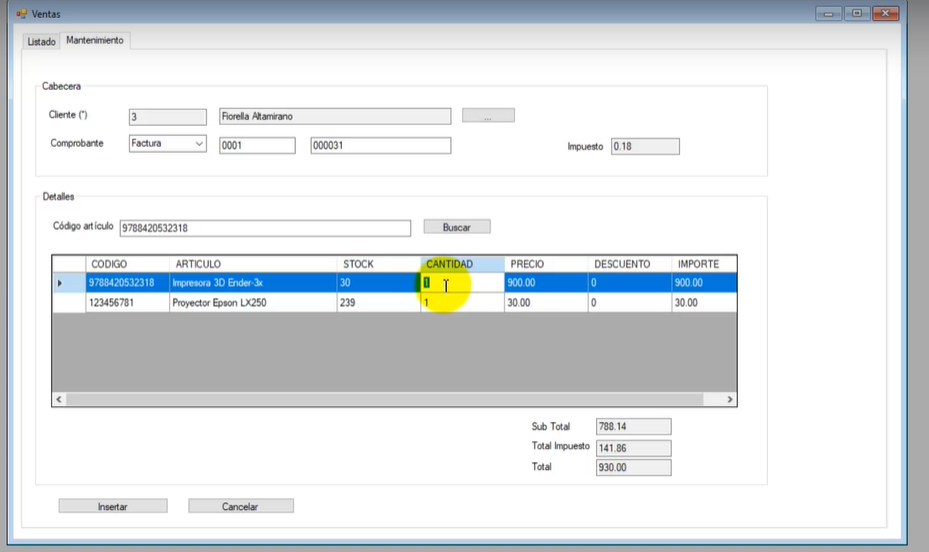 Ventas
Listado Mantenimiento
Cabecera
Cliente (*) 3 Fiorella Altamirano ...
Comprobante Factura 0001 000031 Impuesto 0.18
Detalles
Código artículo 9788420532318 Buscar
CODIGO ARTICULO STOCK CANTIDAD PRECIO DESCUENTO IMPORTE
9788420532318 Impresora 3D Ender-3x 30 1 900.00 0 900.00
123456781 Proyector Epson LX250 239 1 30.00 0 30.00
Sub Total 788.14
Total Impuesto 141.86
Total 930.00
Insertar Cancelar